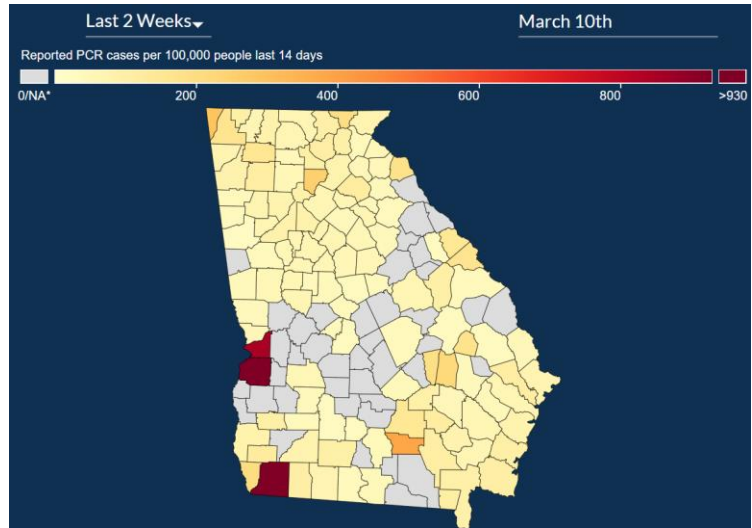 Last 2 Weeks
March 10th
Reported PCR cases per 100,000 people last 14 days
0/NA* 200 400 600 800 >930